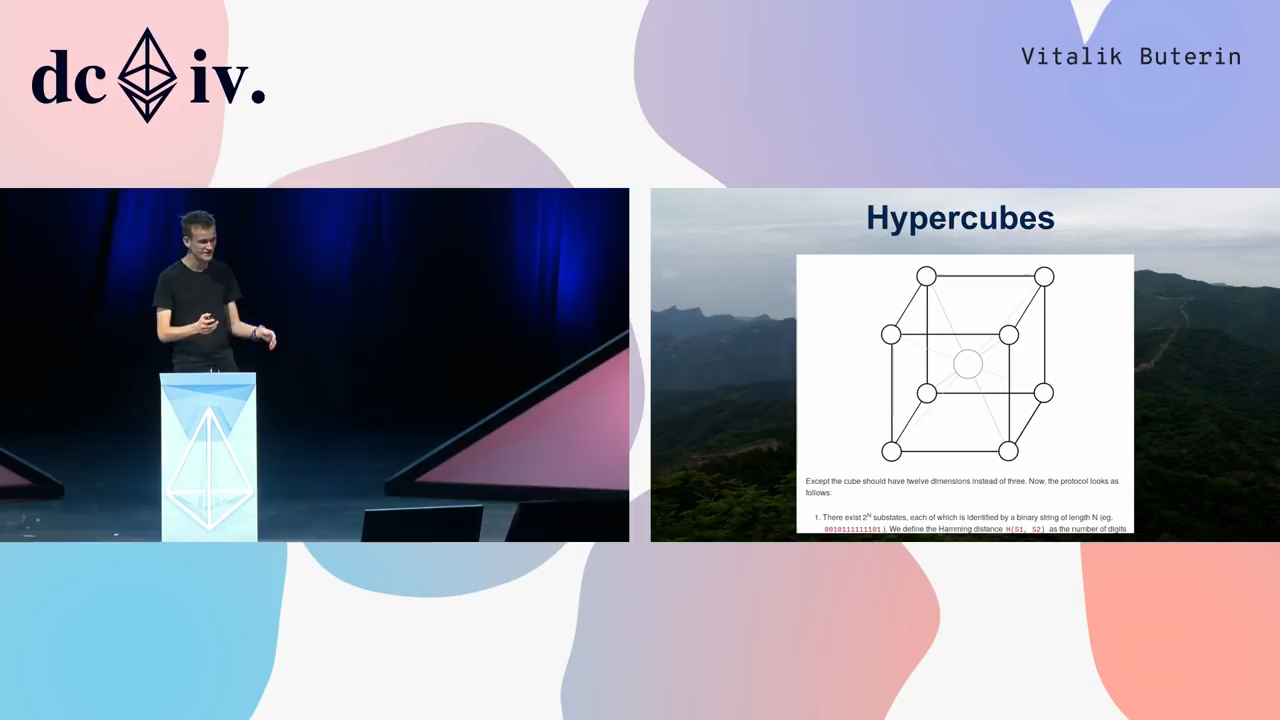 dc iv.
Vitalik Buterin
Hypercubes
Except the cube should have twelve dimensions instead of three. Now, the protocol looks as
follows:
1. There exist 2^N substates, each of which is identified by a binary string of length N (eg.
0010111111101 ). We define the Hamming distance H(S1, S2) as the number of digits